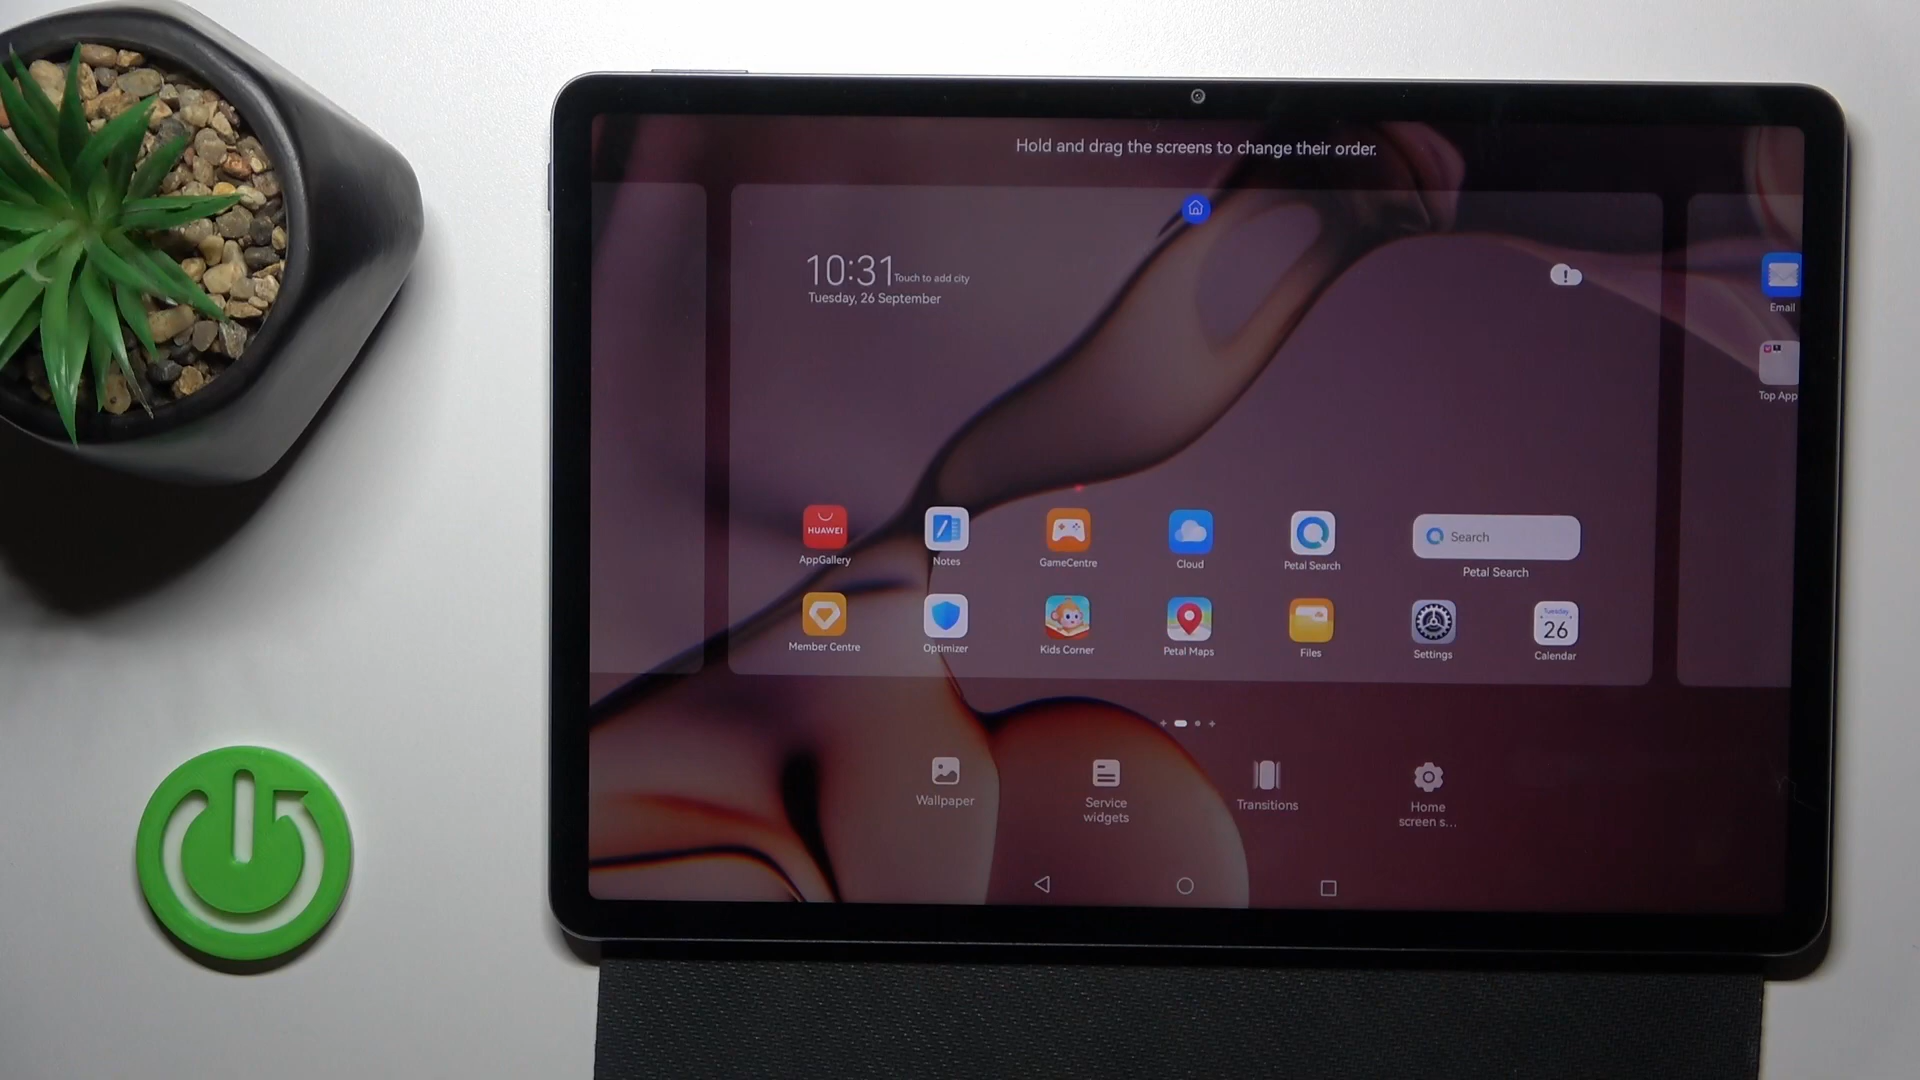 Hold and drag the screens to change their order.
10:31 Touch to add city
Tuesday, 26 September
Email
Top App
HUAWEI
AppGallery
Notes
GameCentre
Cloud
Petal Search
Search
Petal Search
Member Centre
Optimizer
Kids Corner
Petal Maps
Files
Settings
Tuesday
26
Calendar
Wallpaper
Service
widgets
Transitions
Home
screen s...